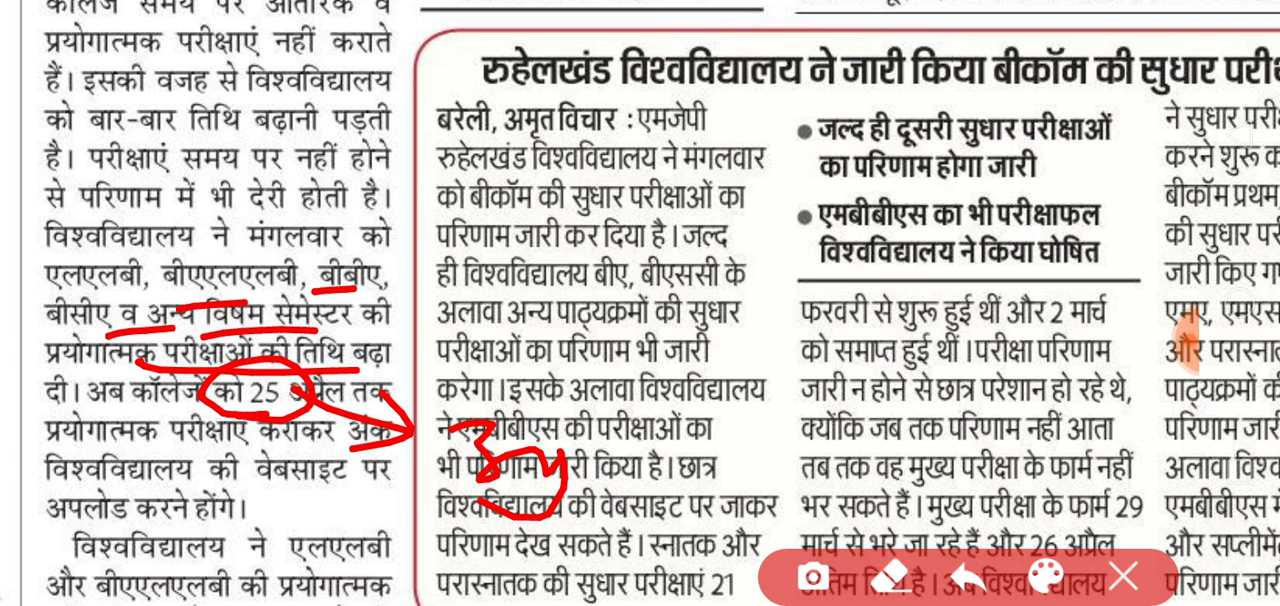 कॉलेज समय पर आंतरिक व
प्रयोगात्मक परीक्षाएं नहीं कराते
हैं। इसकी वजह से विश्वविद्यालय
को बार-बार तिथि बढ़ानी पड़ती
है। परीक्षाएं समय पर नहीं होने
से परिणाम में भी देरी होती है।
विश्वविद्यालय ने मंगलवार को
एलएलबी, बीएएलएलबी, बीबीए,
बीसीए व अन्य विषम सेमेस्टर की
प्रयोगात्मक परीक्षाओं की तिथि बढ़ा
दी। अब कॉलेजों को 25 अप्रैल तक
प्रयोगात्मक परीक्षाएं कराकर अंक
विश्वविद्यालय की वेबसाइट पर
अपलोड करने होंगे।
विश्वविद्यालय ने एलएलबी
और बीएएलएलबी की प्रयोगात्मक
रुहेलखंड विश्वविद्यालय ने जारी किया बीकॉम की सुधार
बरेली, अमृत विचार : एमजेपी
रुहेलखंड विश्वविद्यालय ने मंगलवार
को बीकॉम की सुधार परीक्षाओं का
परिणाम जारी कर दिया है। जल्द
ही विश्वविद्यालय बीए, बीएससी के
अलावा अन्य पाठ्यक्रमों की सुधार
परीक्षाओं का परिणाम भी जारी
करेगा। इसके अलावा विश्वविद्यालय
ने एमबीबीएस की परीक्षाओं का
भी परिणाम जारी किया है। छात्र
विश्वविद्यालय की वेबसाइट पर जाकर
परिणाम देख सकते हैं। स्नातक और
परास्नातक की सुधार परीक्षाएं 21
● जल्द ही दूसरी सुधार परीक्षाओं
का परिणाम होगा जारी
● एमबीबीएस का भी परीक्षाफल
विश्वविद्यालय ने किया घोषित
फरवरी से शुरू हुई थीं और 2 मार्च
को समाप्त हुई थीं। परीक्षा परिणाम
जारी न होने से छात्र परेशान हो रहे थे,
क्योंकि जब तक परिणाम नहीं आता
तब तक वह मुख्य परीक्षा के फार्म नहीं
भर सकते हैं। मुख्य परीक्षा के फार्म 29
मार्च से भरे जा रहे हैं और 26 अप्रैल
अंतिम तिथि है। अब विश्वविद्यालय
ने सुधार
करने शुरू
बीकॉम प्रथम
की सुधार
जारी किए
एमए,
और
पाठ्यक्रमों
परिणाम जारी
अलावा
एमबीबीएस
और
परिणाम जारी